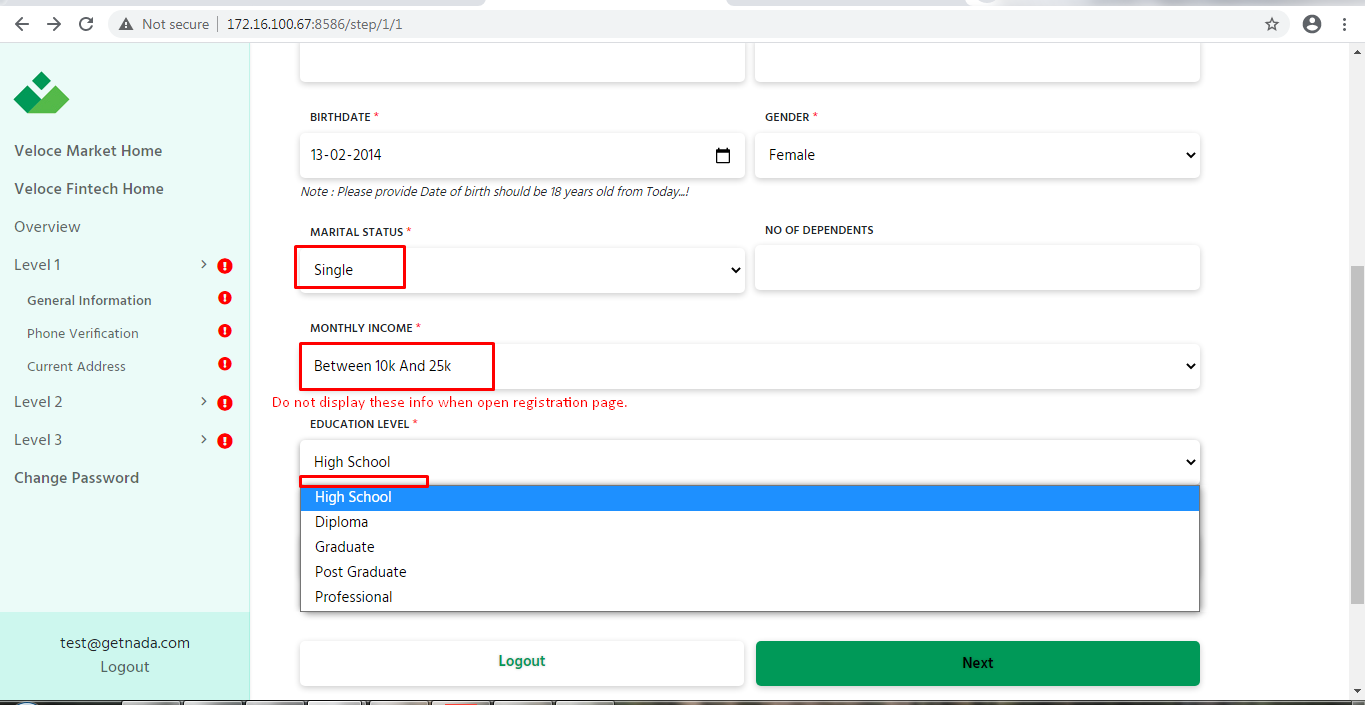 Not secure | 172.16.100.67:8586/step/1/1
Veloce Market Home
Veloce Fintech Home
Overview
Level 1
General Information
Phone Verification
Current Address
Level 2
Level 3
Change Password
test@getnada.com
Logout
BIRTHDATE * GENDER *
13-02-2014 Female
Note : Please provide Date of birth should be 18 years old from Today...!
MARITAL STATUS * NO OF DEPENDENTS
Single
MONTHLY INCOME *
Between 10k And 25k
Do not display these info when open registration page.
EDUCATION LEVEL *
High School
High School
Diploma
Graduate
Post Graduate
Professional
Logout Next